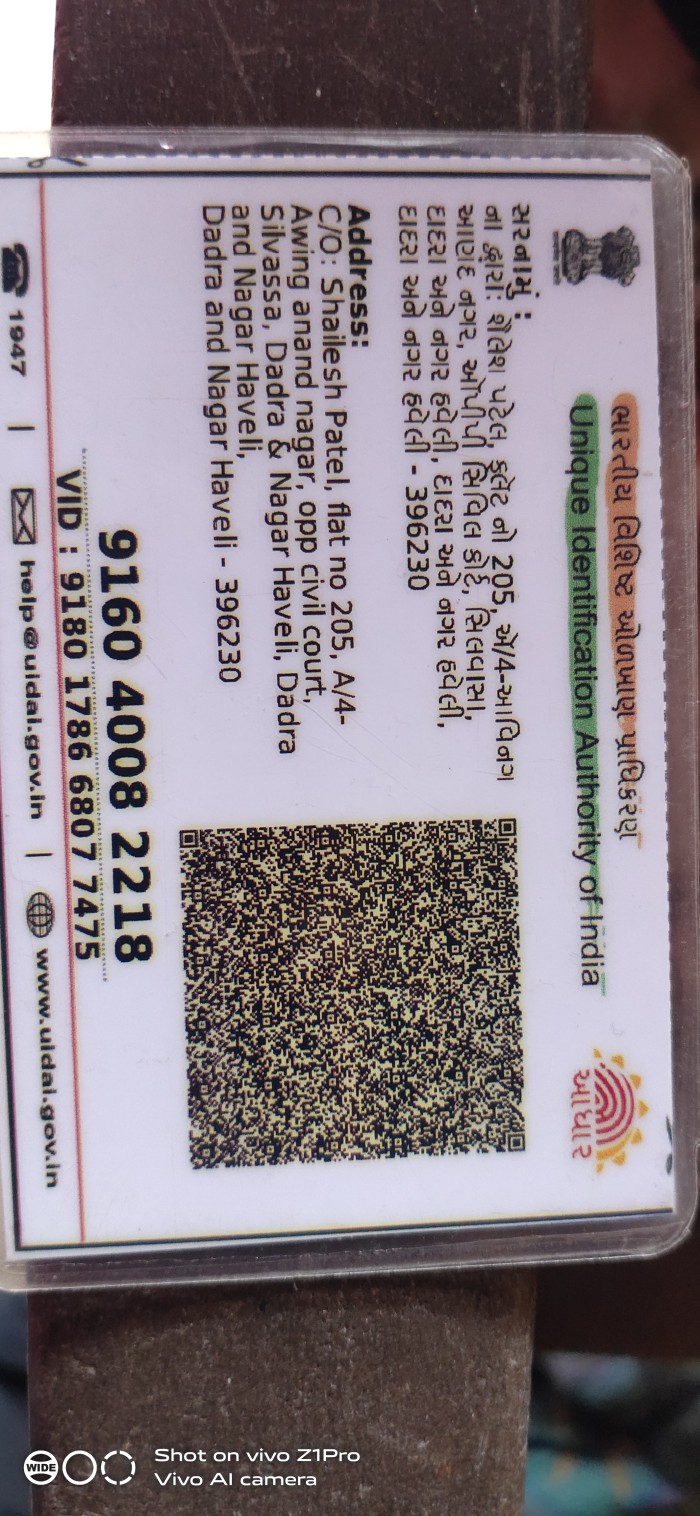 ભારતીય વિશિષ્ટ ઓળખાણ પ્રાધિકરણ
Unique Identification Authority of India
આધાર
સરનામું :
ના દ્વારા: શૈલેશ પટેલ, ફ્લેટ નો 205, એ/4-આવિનગ
આણંદ નગર, ઓપીપી સિવિલ કોર્ટ, સિલવાસા,
દાદરા અને નગર હવેલી, દાદરા અને નગર હવેલી,
દાદરા અને નગર હવેલી - 396230
Address:
C/O: Shailesh Patel, flat no 205, A/4-
Awing anand nagar, opp civil court,
Silvassa, Dadra & Nagar Haveli, Dadra
and Nagar Haveli,
Dadra and Nagar Haveli - 396230
9160 4008 2218
VID : 9180 1786 6807 7475
1947 | help@uidai.gov.in | www.uidai.gov.in
WIDE
Shot on vivo Z1Pro
Vivo AI camera